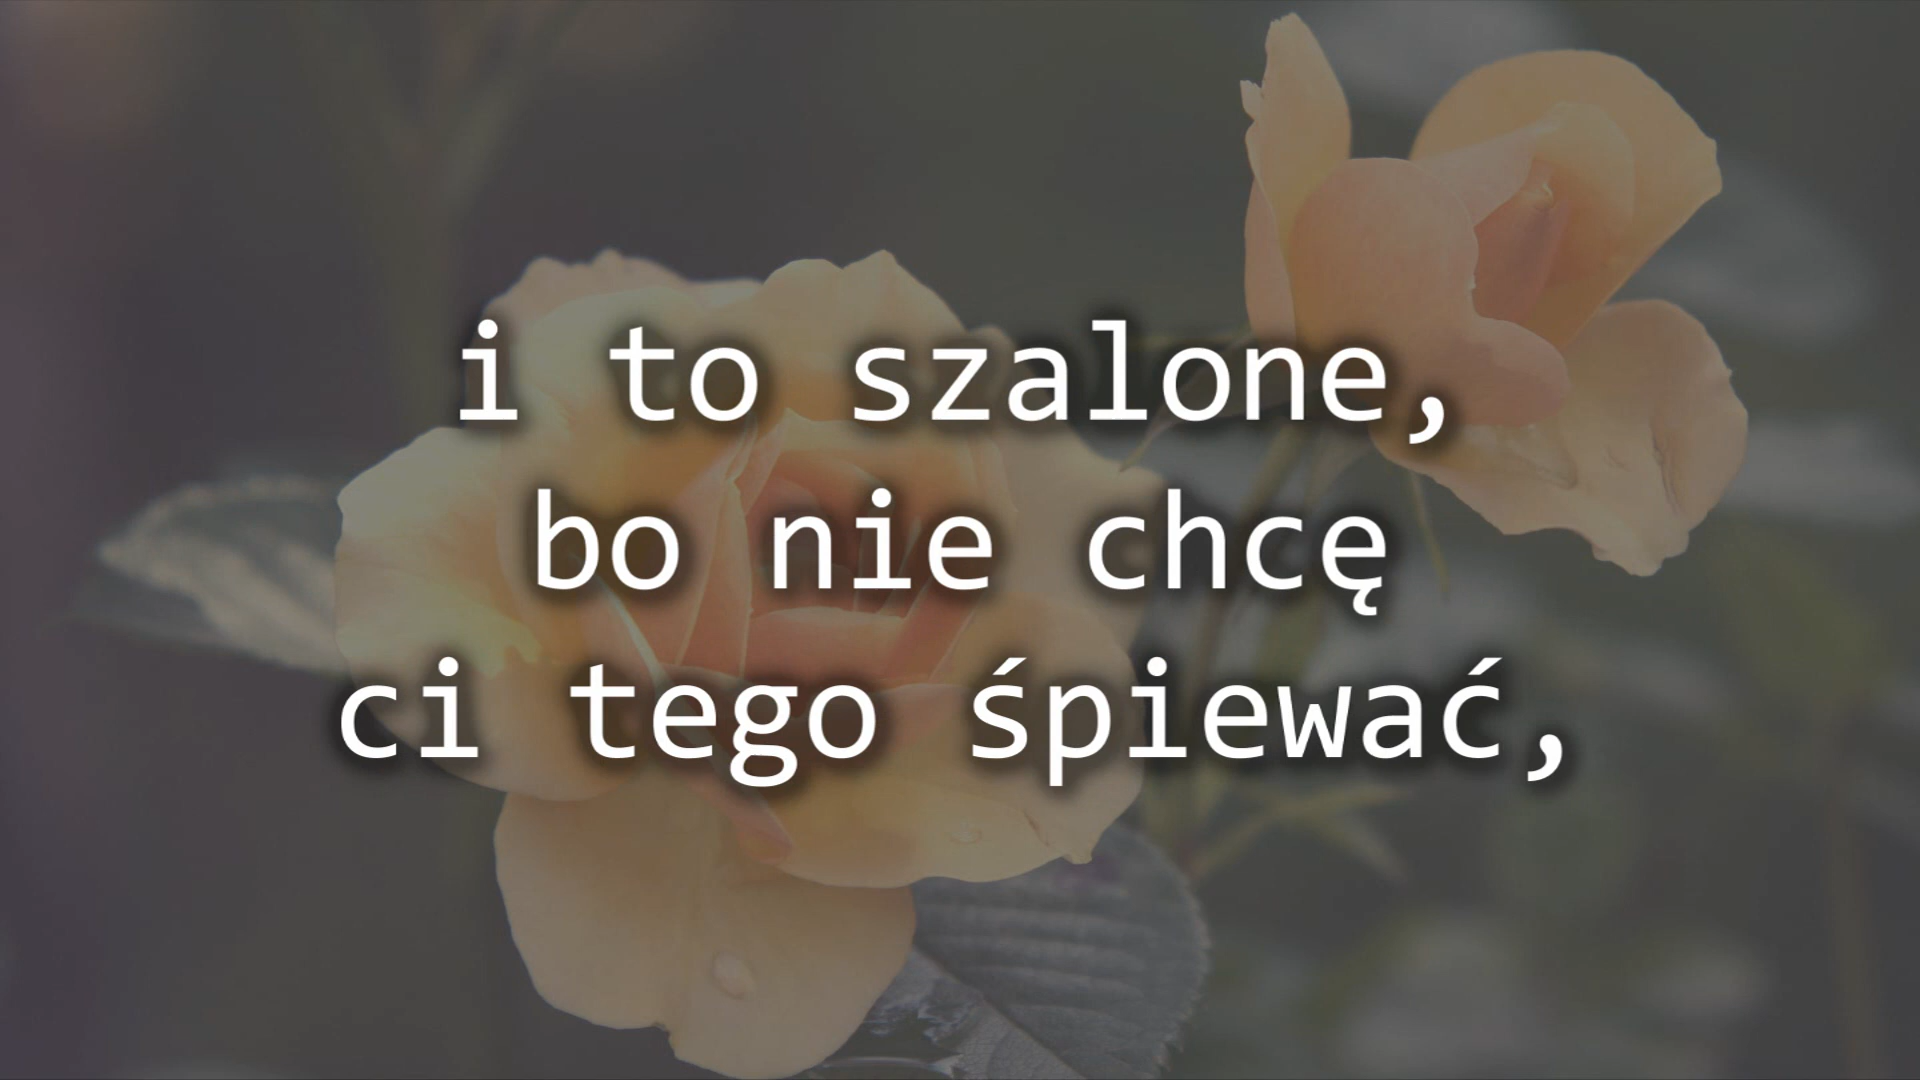 i to szalone,
bo nie chcę
ci tego śpiewać,